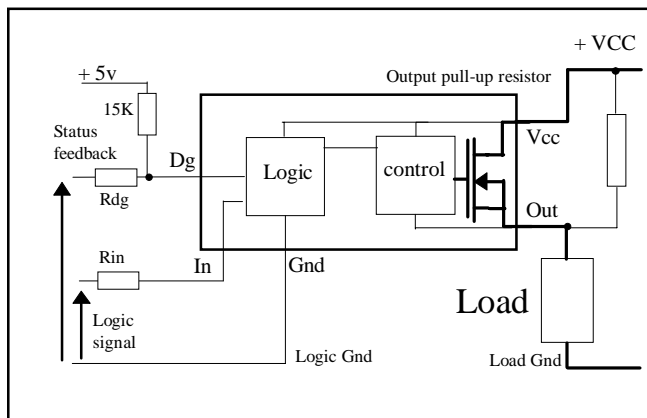 + VCC
+ 5v
Output pull-up resistor
15K
Status
feedback
Dg
Vcc
Logic
control
Rdg
Out
Rin
In
Gnd
Load
Logic
signal
Logic Gnd
Load Gnd